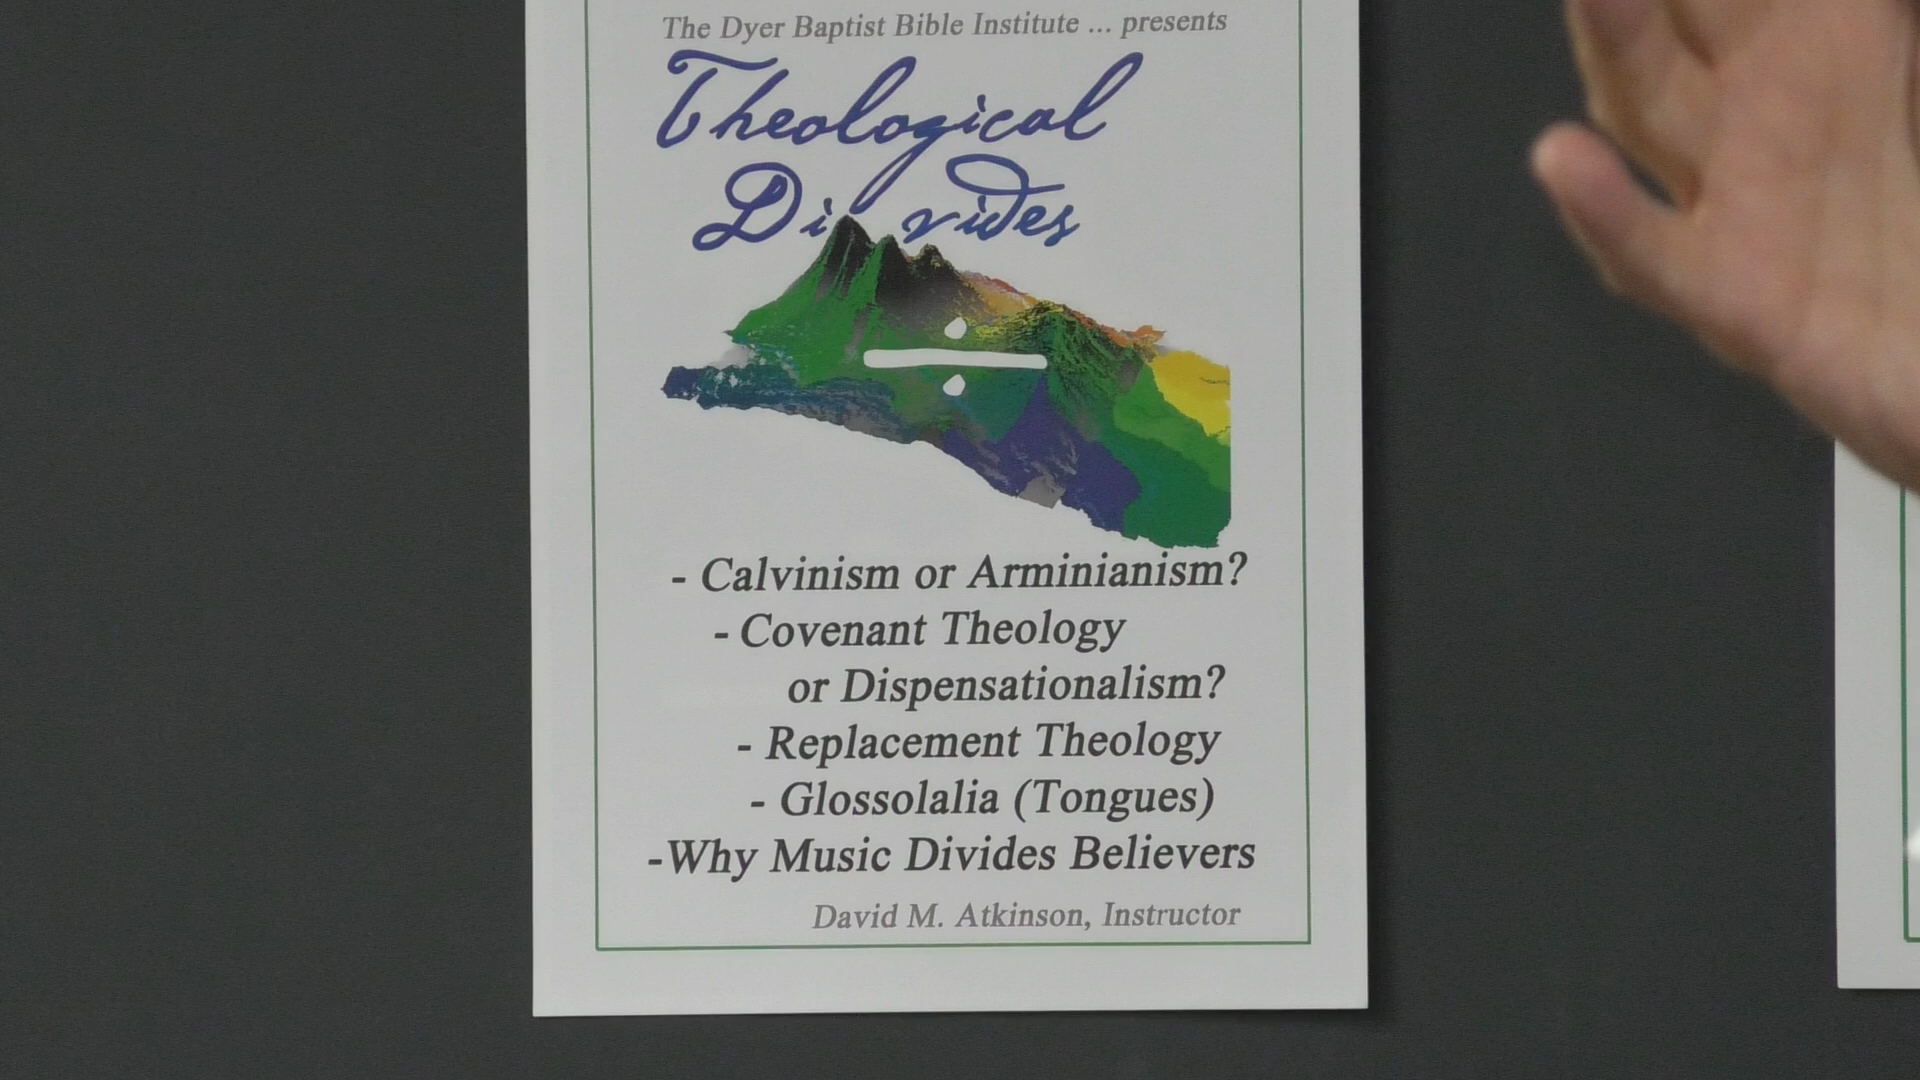 The Dyer Baptist Bible Institute ... presents
Theological
Divides
- Calvinism or Arminianism?
- Covenant Theology
or Dispensationalism?
- Replacement Theology
- Glossolalia (Tongues)
-Why Music Divides Believers
David M. Atkinson, Instructor